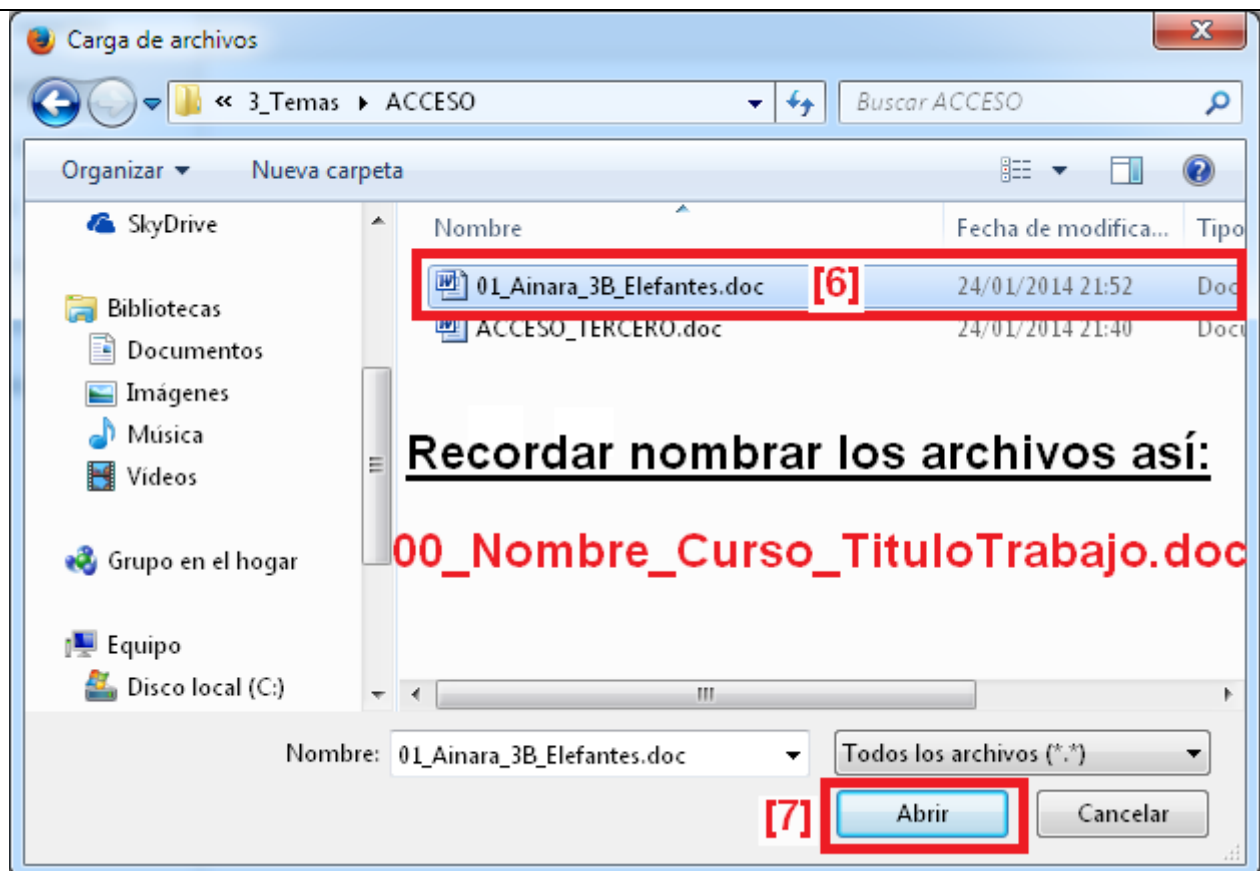 Carga de archivos
« 3_Temas ▸ ACCESO
Buscar ACCESO
Organizar
Nueva carpeta
SkyDrive
Bibliotecas
Documentos
Imágenes
Música
Vídeos
Grupo en el hogar
Equipo
Disco local (C:)
Nombre Fecha de modifica... Tipo
01_Ainara_3B_Elefantes.doc [6] 24/01/2014 21:52 Doc
ACCESO_TERCERO.doc 24/01/2014 21:40 Docu
Recordar nombrar los archivos así:
00_Nombre_Curso_TituloTrabajo.doc
Nombre: 01_Ainara_3B_Elefantes.doc Todos los archivos (*.*)
[7] Abrir Cancelar